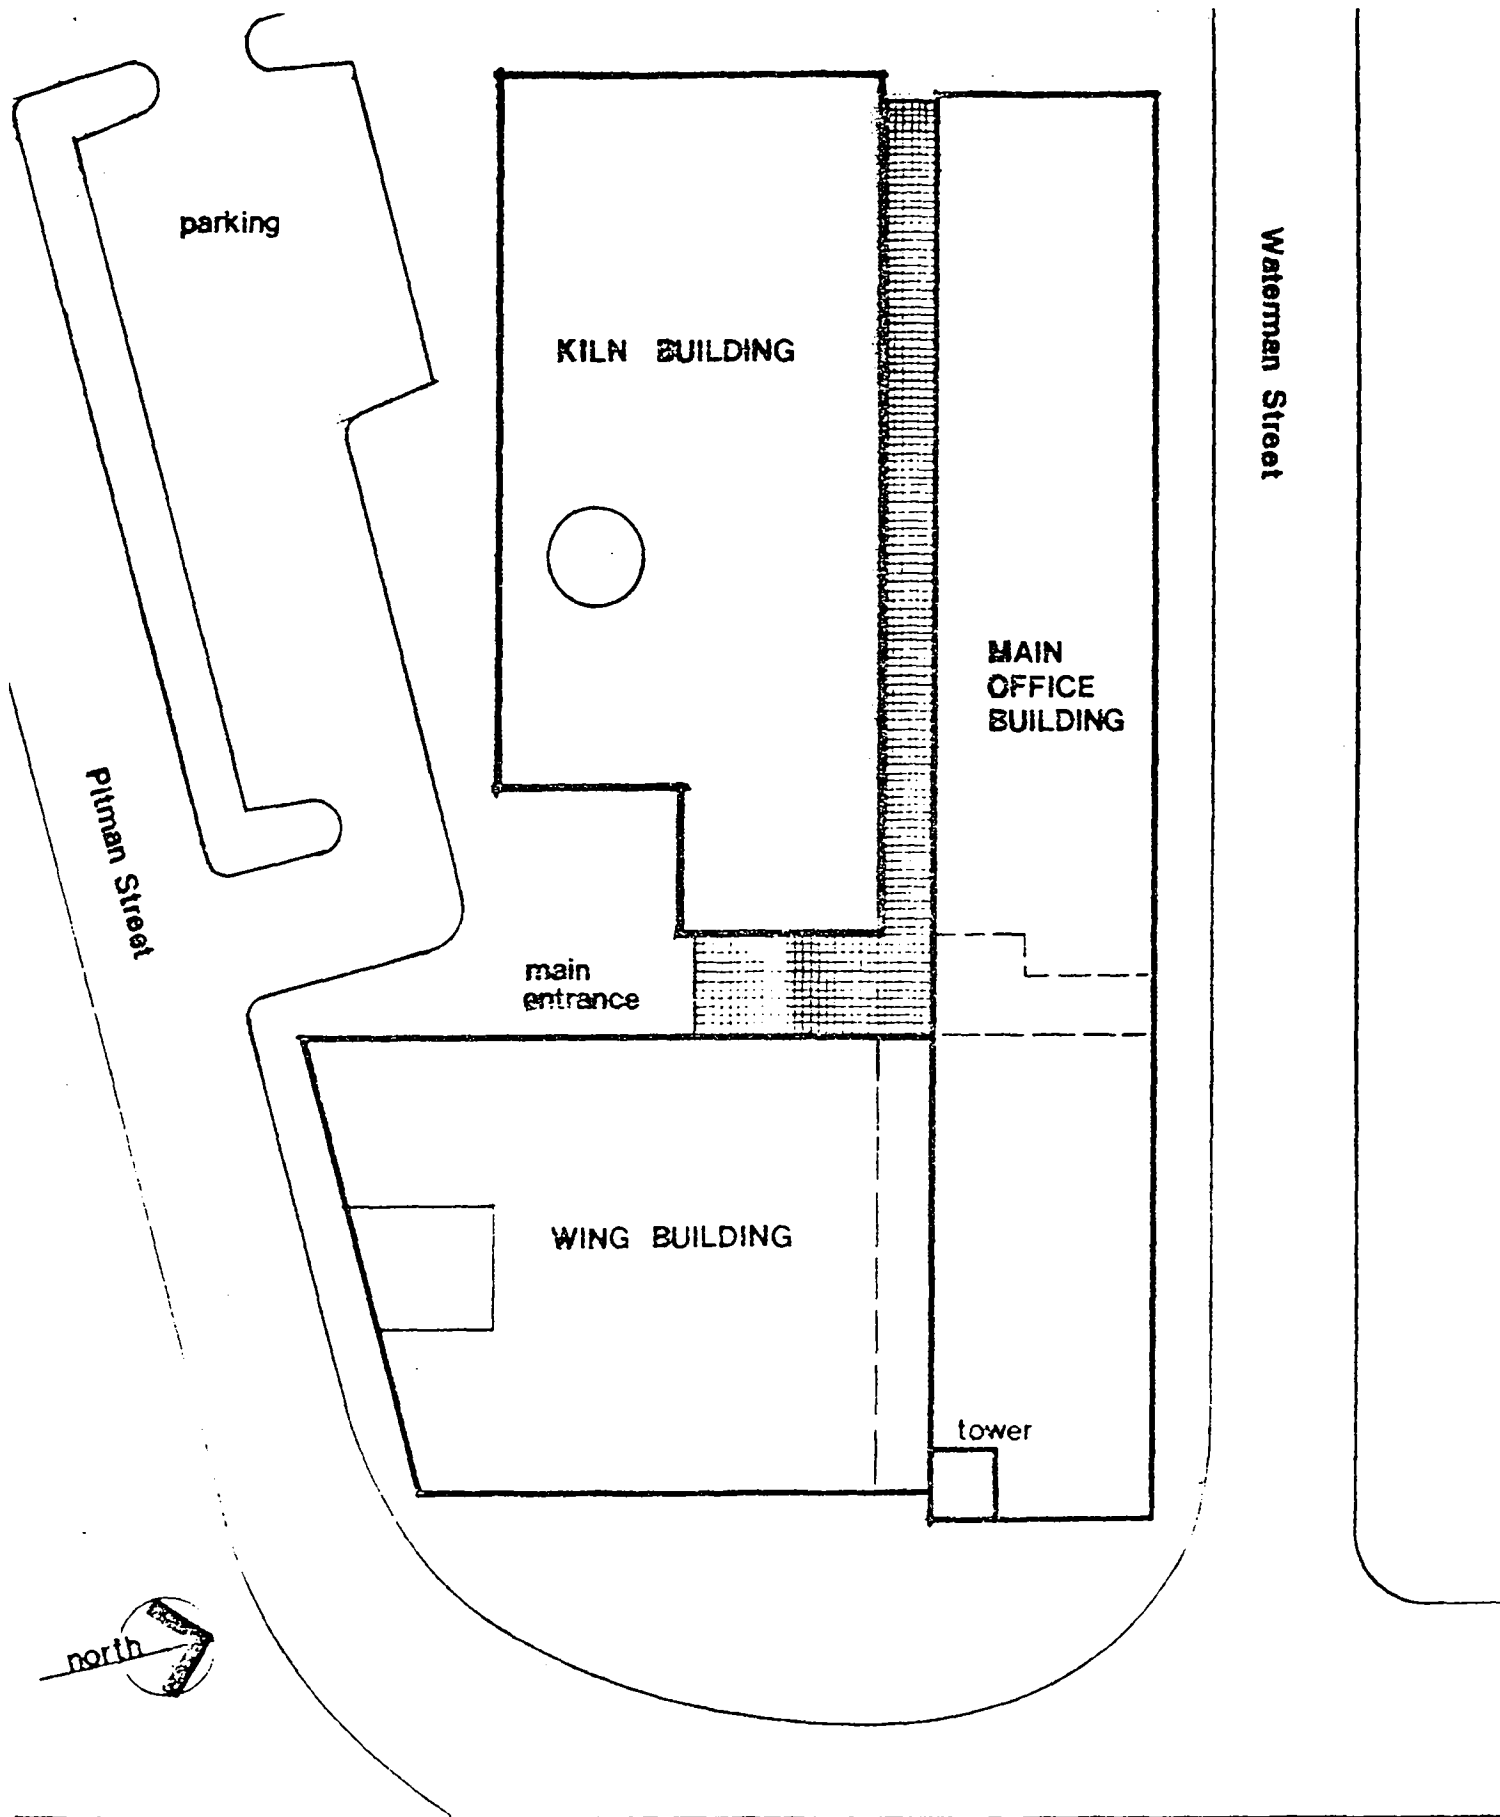 parking
KILN BUILDING
Waterman Street
MAIN
OFFICE
BUILDING
Pitman Street
main
entrance
WING BUILDING
tower
north